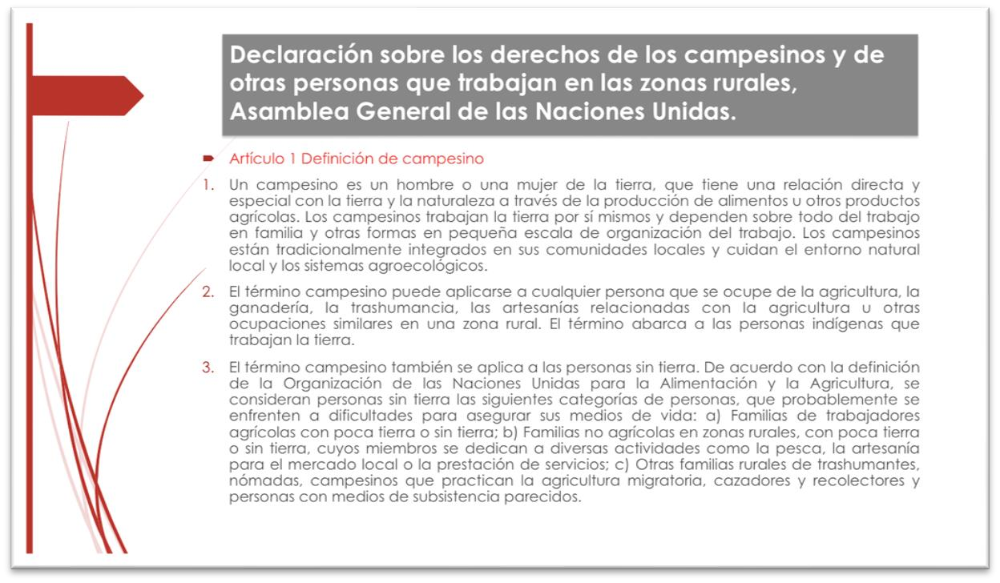 Declaración sobre los derechos de los campesinos y de
otras personas que trabajan en las zonas rurales,
Asamblea General de las Naciones Unidas.
Artículo 1 Definición de campesino
1. Un campesino es un hombre o una mujer de la tierra, que tiene una relación directa y
especial con la tierra y la naturaleza a través de la producción de alimentos u otros productos
agrícolas. Los campesinos trabajan la tierra por sí mismos y dependen sobre todo del trabajo
en familia y otras formas en pequeña escala de organización del trabajo. Los campesinos
están tradicionalmente integrados en sus comunidades locales y cuidan el entorno natural
local y los sistemas agroecológicos.
2. El término campesino puede aplicarse a cualquier persona que se ocupe de la agricultura, la
ganadería, la trashumancia, las artesanías relacionadas con la agricultura u otras
ocupaciones similares en una zona rural. El término abarca a las personas indígenas que
trabajan la tierra.
3. El término campesino también se aplica a las personas sin tierra. De acuerdo con la definición
de la Organización de las Naciones Unidas para la Alimentación y la Agricultura, se
consideran personas sin tierra las siguientes categorías de personas, que probablemente se
enfrenten a dificultades para asegurar sus medios de vida: a) Familias de trabajadores
agrícolas con poca tierra o sin tierra; b) Familias no agrícolas en zonas rurales, con poca tierra
o sin tierra, cuyos miembros se dedican a diversas actividades como la pesca, la artesanía
para el mercado local o la prestación de servicios; c) Otras familias rurales de trashumantes,
nómadas, campesinos que practican la agricultura migratoria, cazadores y recolectores y
personas con medios de subsistencia parecidos.